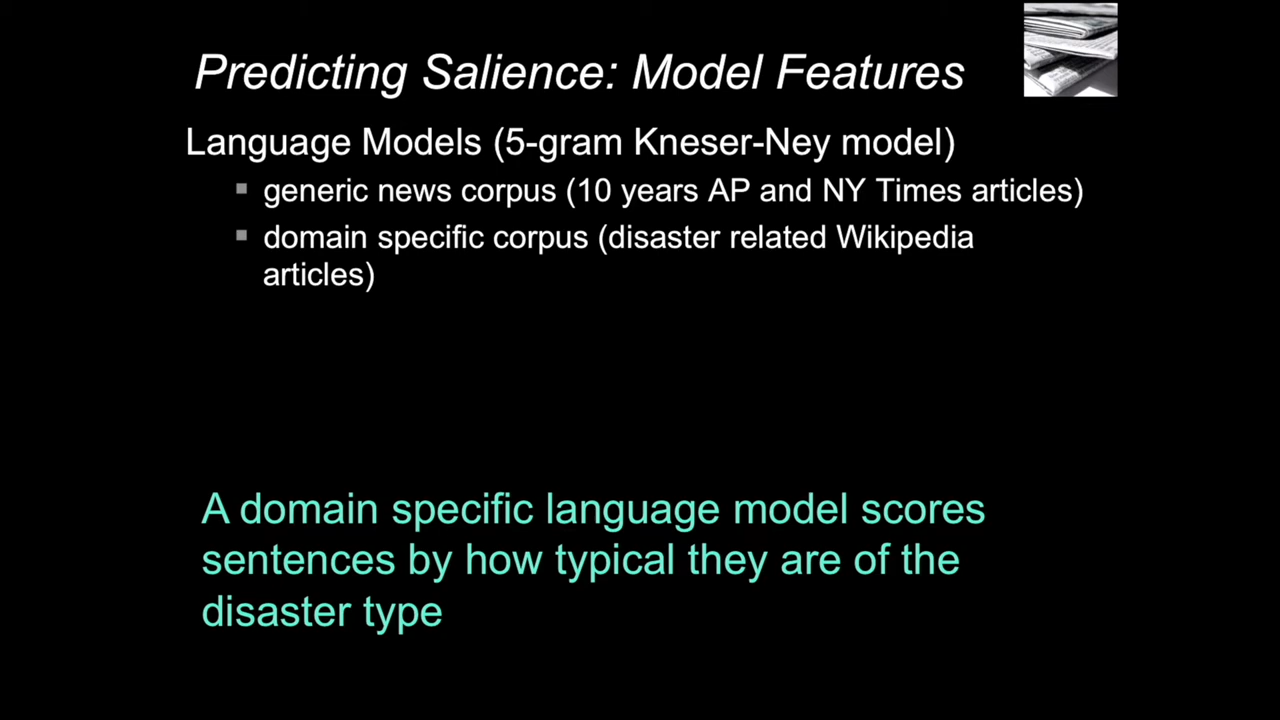 Predicting Salience: Model Features
Language Models (5-gram Kneser-Ney model)
▪ generic news corpus (10 years AP and NY Times articles)
▪ domain specific corpus (disaster related Wikipedia
articles)
A domain specific language model scores
sentences by how typical they are of the
disaster type